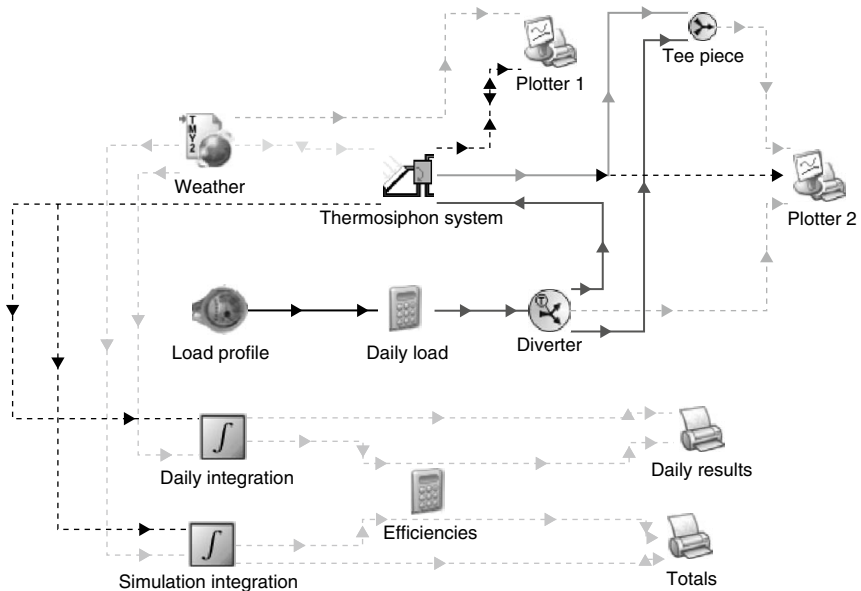 Plotter 1
Tee piece
TMY2
Weather
Thermosiphon system
Plotter 2
T
Load profile
Daily load
Diverter
∫
Daily integration
Daily results
Efficiencies
∫
Simulation integration
Totals